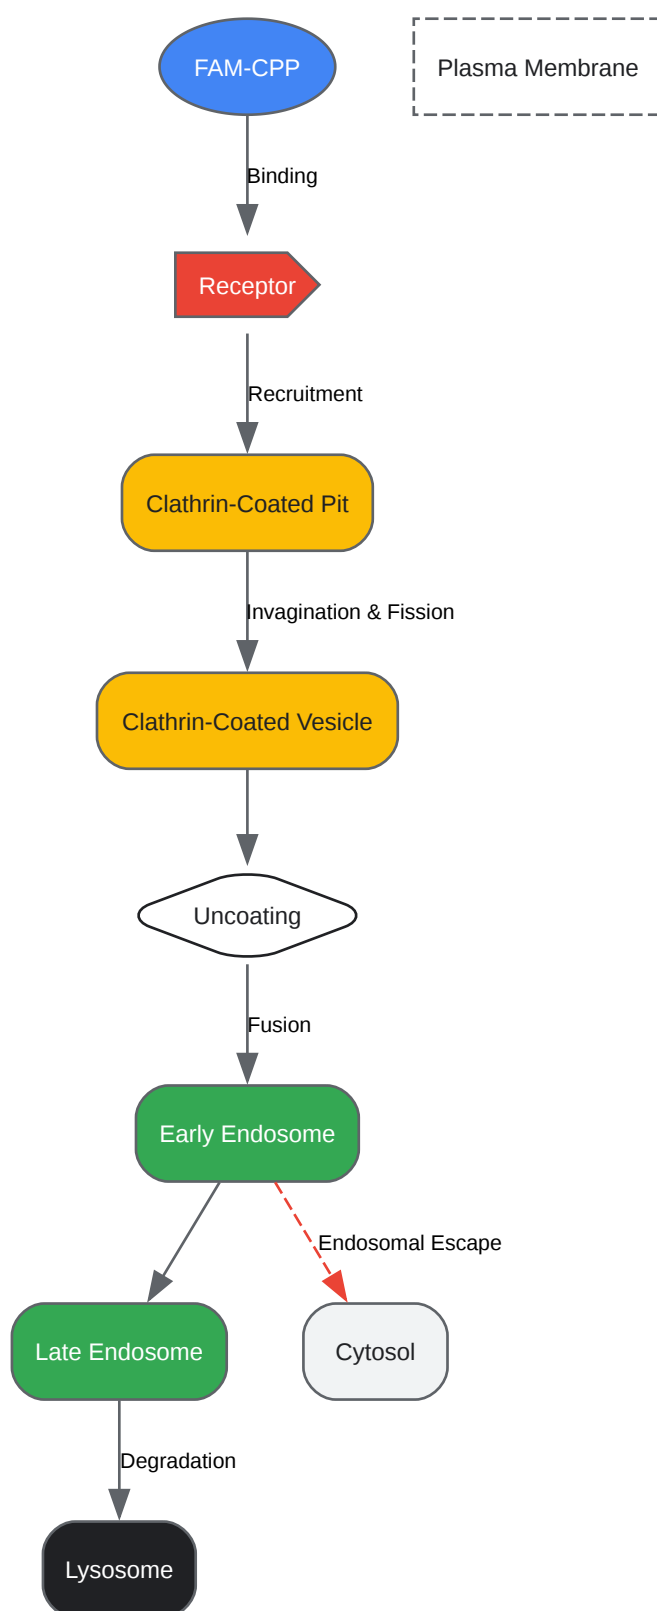 FAM-CPP
Plasma Membrane
Binding
Receptor
Recruitment
Clathrin-Coated Pit
Invagination & Fission
Clathrin-Coated Vesicle
Uncoating
Fusion
Early Endosome
Endosomal Escape
Late Endosome
Cytosol
Degradation
Lysosome